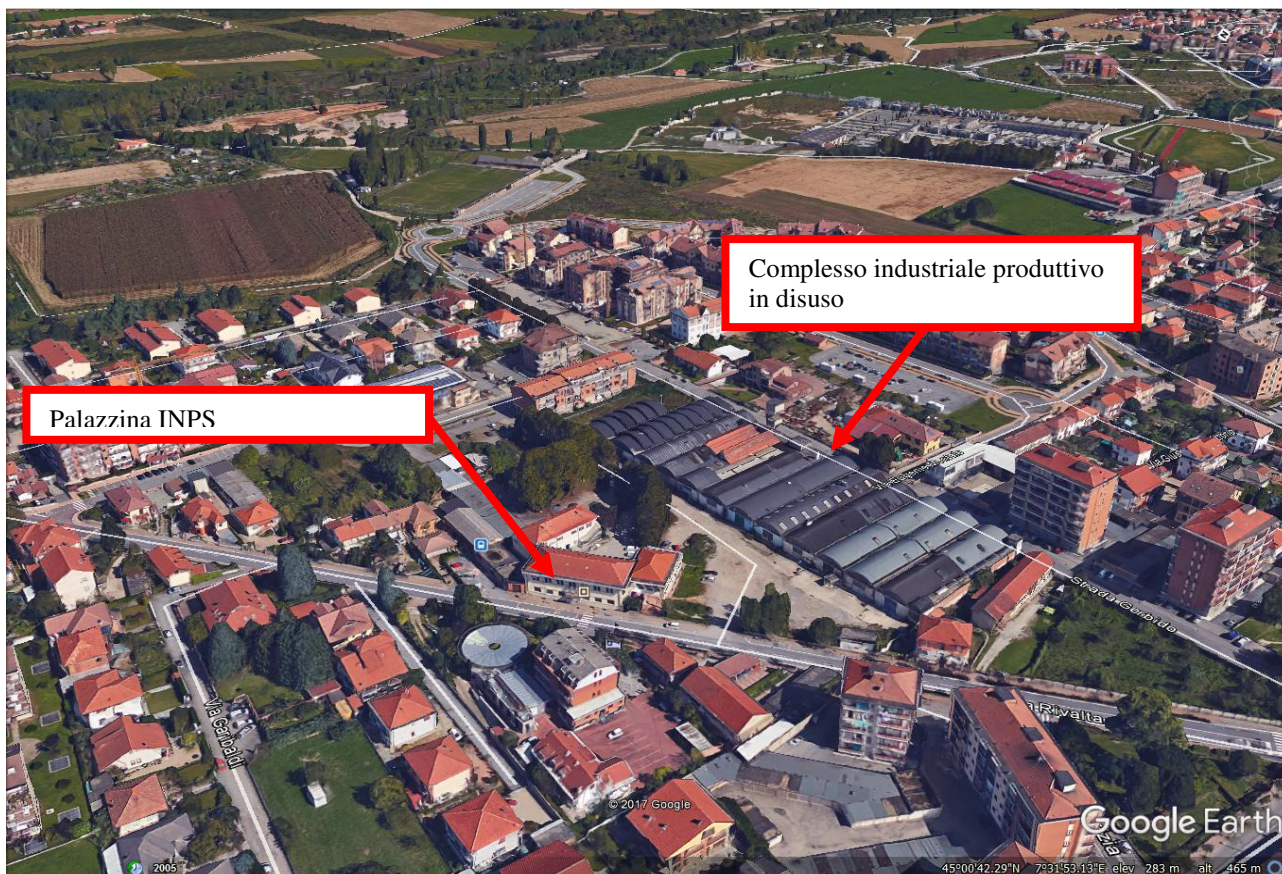 Complesso industriale produttivo
in disuso
Palazzina INPS
Strada Garbido
Rivalta
Via Garibaldi
© 2017 Google
Google Earth
2005
45°00'42.29"N 7°31'53.13"E elev 283 m alt 465 m